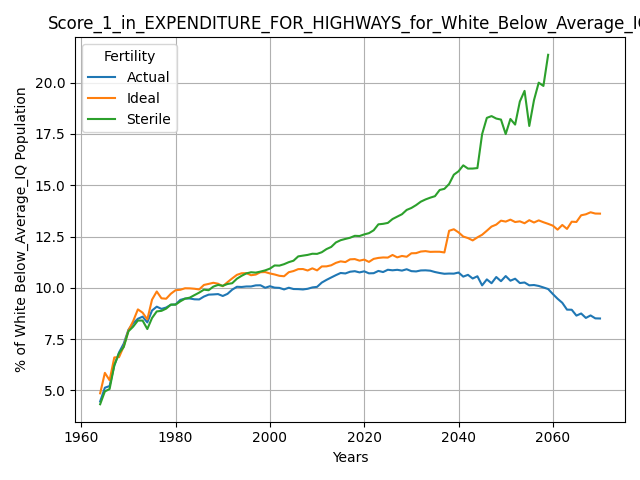 Score_1_in_EXPENDITURE_FOR_HIGHWAYS_for_White_Below_Average_IQ
Fertility
Actual
Ideal
Sterile
% of White Below_Average_IQ Population
20.0
17.5
15.0
12.5
10.0
7.5
5.0
1960 1980 2000 2020 2040 2060
Years